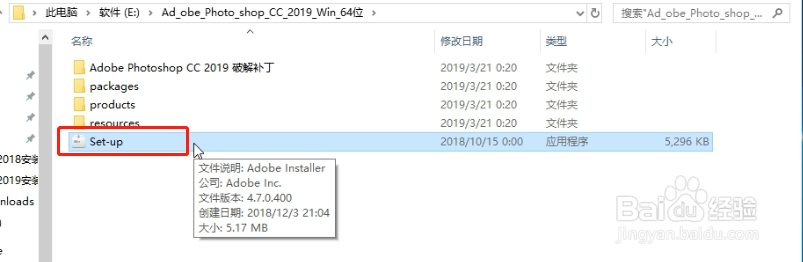 此电脑 › 软件 (E:) › Ad_obe_Photo_shop_CC_2019_Win_64位
搜索"Ad_obe_Photo_shop_...
名称 修改日期 类型 大小
Adobe Photoshop CC 2019 破解补丁 2019/3/21 0:20 文件夹
packages 2019/3/21 0:20 文件夹
products 2019/3/21 0:20 文件夹
resources 2019/3/21 0:20 文件夹
Set-up 2018/10/15 0:00 应用程序 5,296 KB
2018安装
2019安装
nloads
文件说明: Adobe Installer
公司: Adobe Inc.
文件版本: 4.7.0.400
创建日期: 2018/12/3 21:04
大小: 5.17 MB
Baidu经验
jingyan.baidu.com